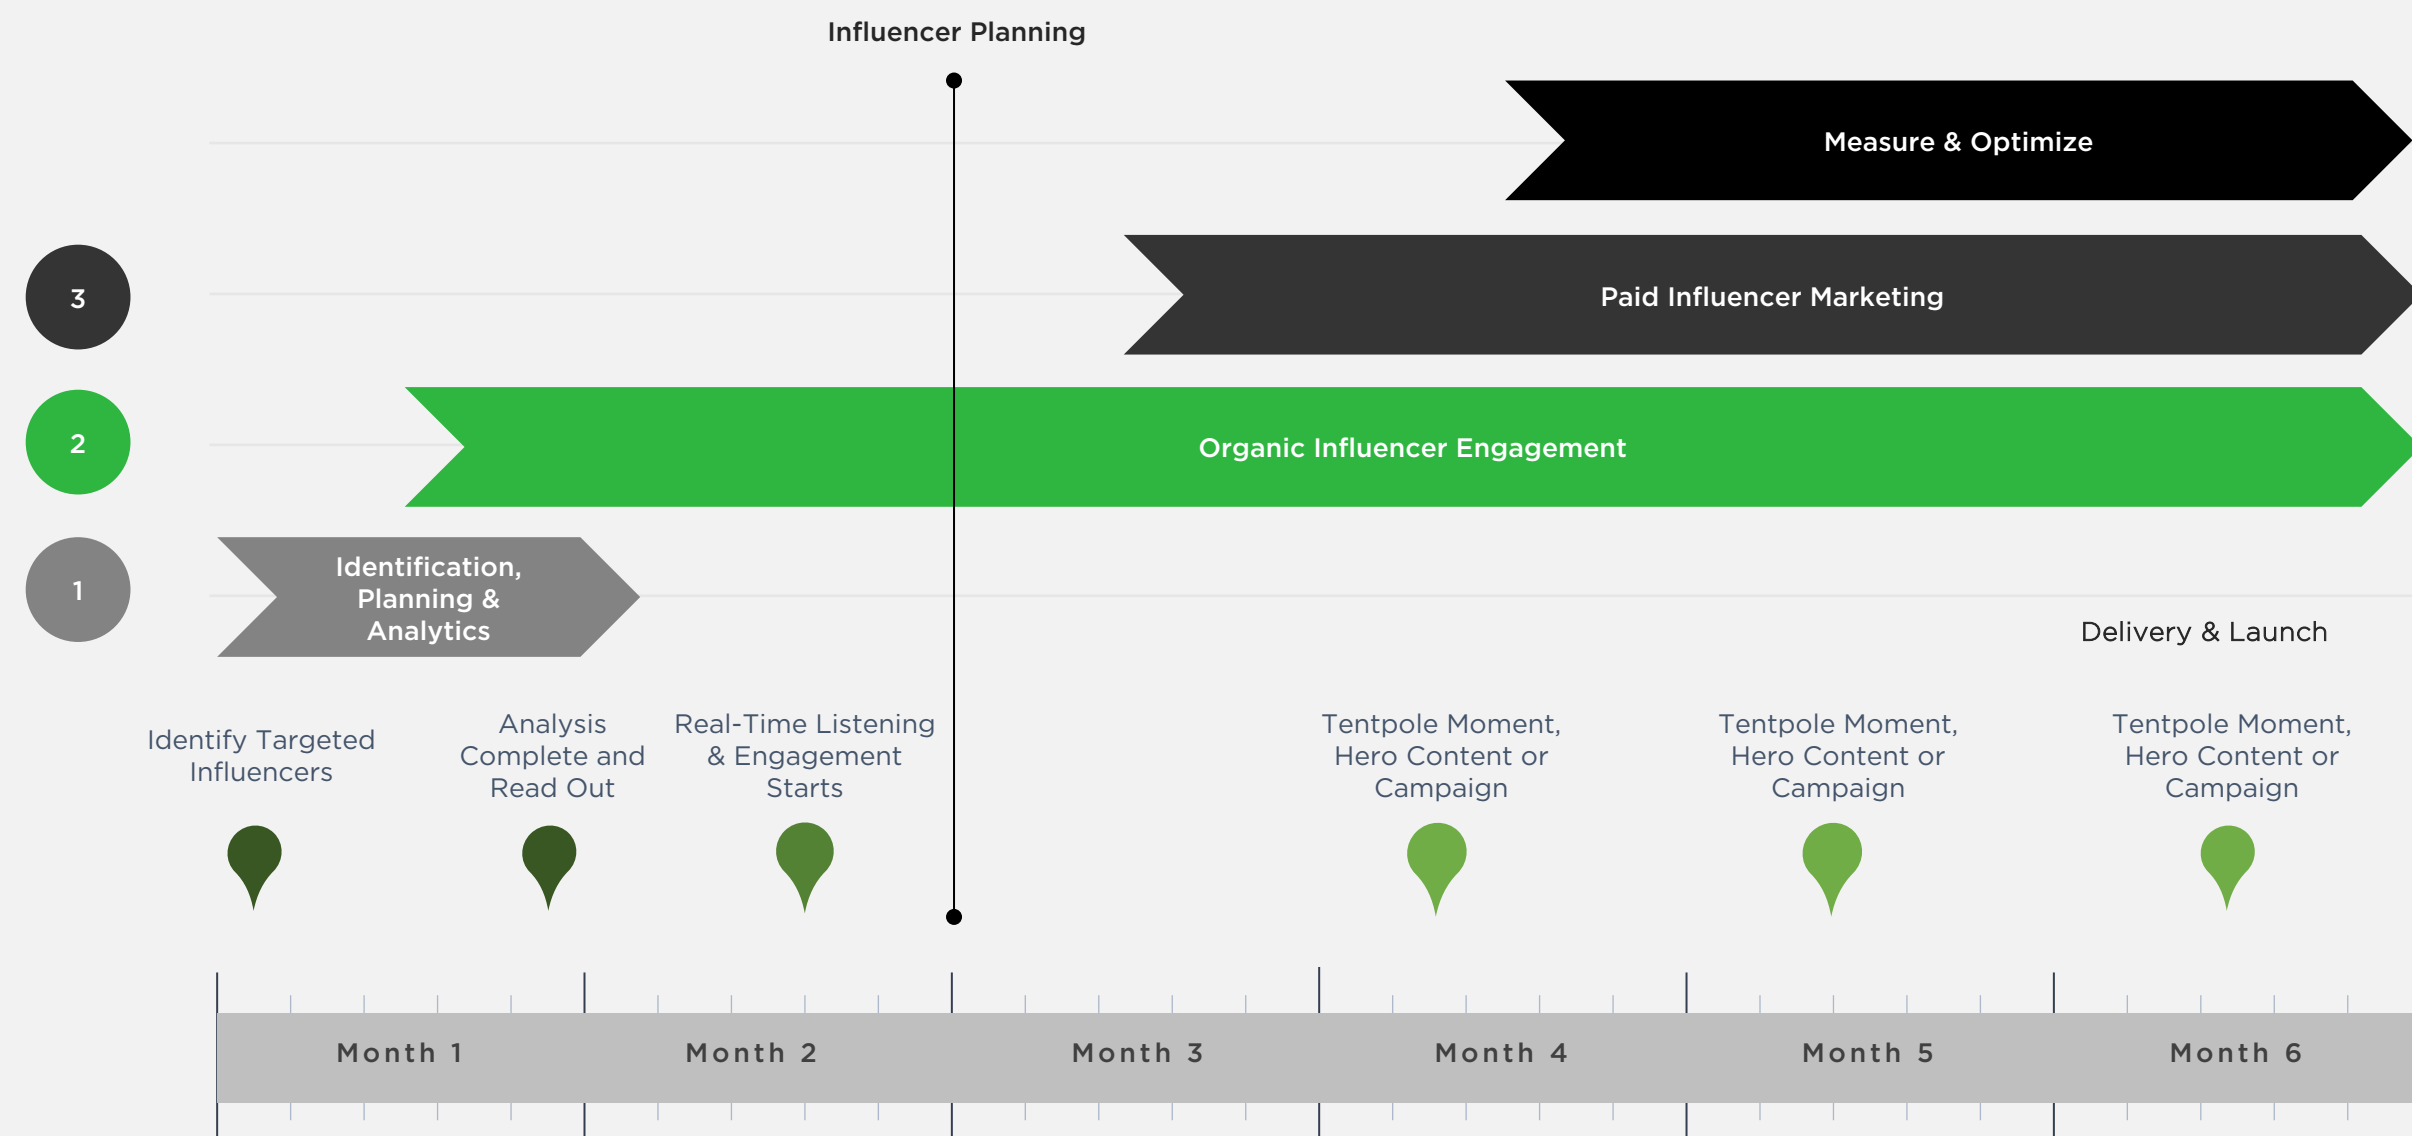 Influencer Planning
Measure & Optimize
3
Paid Influencer Marketing
2
Organic Influencer Engagement
1
Identification,
Planning &
Analytics
Delivery & Launch
Identify Targeted
Influencers
Analysis
Complete and
Read Out
Real-Time Listening
& Engagement
Starts
Tentpole Moment,
Hero Content or
Campaign
Tentpole Moment,
Hero Content or
Campaign
Tentpole Moment,
Hero Content or
Campaign
Month 1
Month 2
Month 3
Month 4
Month 5
Month 6